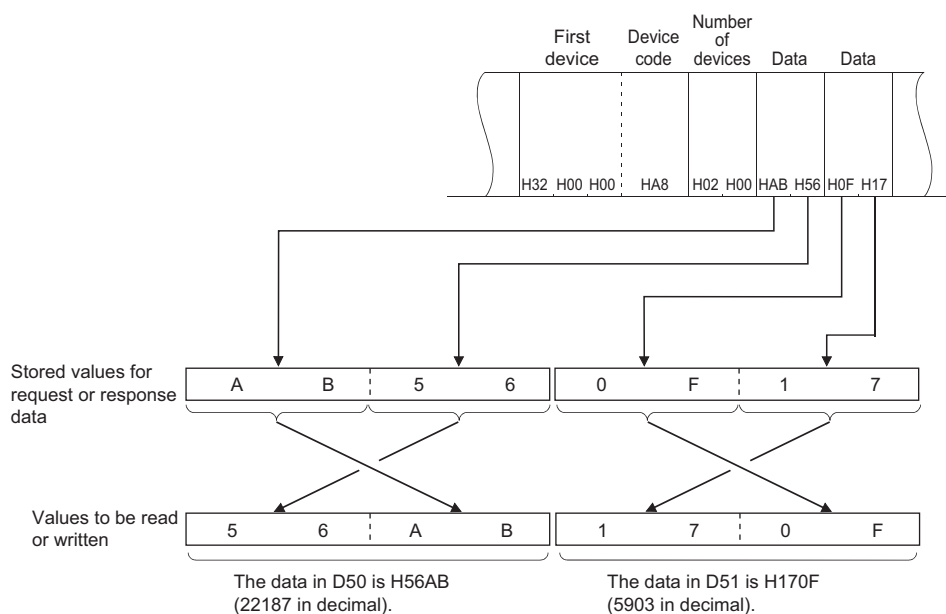 First device
Device code
Number of devices
Data
Data
H32 H00 H00 HA8 H02 H00 HAB H56 H0F H17
Stored values for
request or response
data
A B 5 6 0 F 1 7
Values to be read
or written
5 6 A B 1 7 0 F
The data in D50 is H56AB
(22187 in decimal).
The data in D51 is H170F
(5903 in decimal).